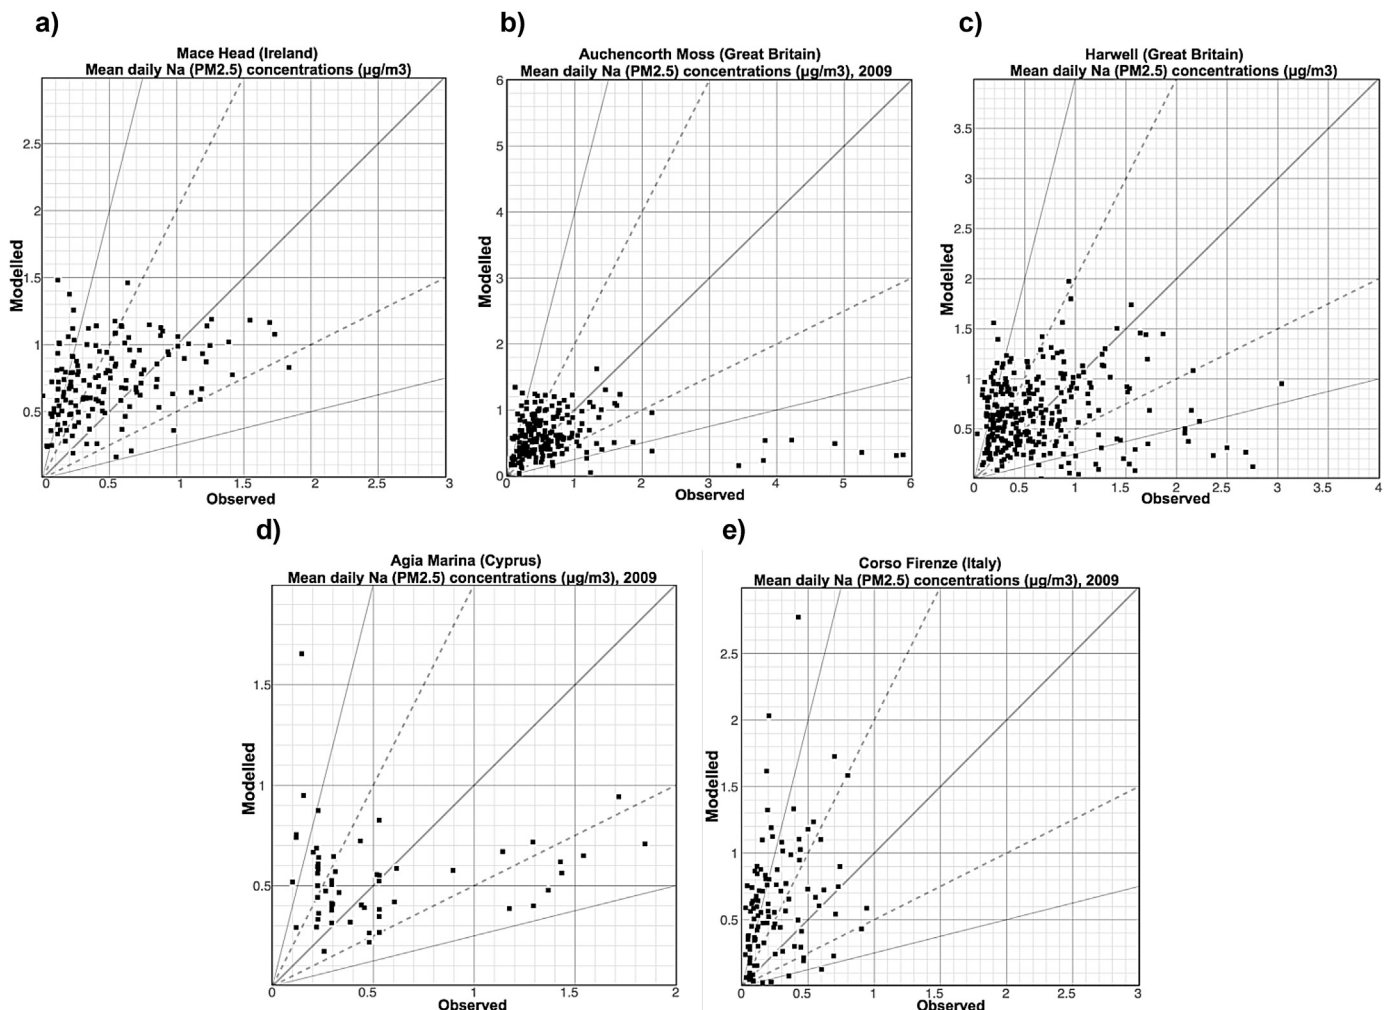 a)
Mace Head (Ireland)
Mean daily Na (PM2.5) concentrations (µg/m3)
2.5
2
1.5
1
0.5
0
0.5
1
1.5
2
2.5
3
Modelled
Observed
b)
Auchencorth Moss (Great Britain)
Mean daily Na (PM2.5) concentrations (µg/m3), 2009
6
5
4
3
2
1
0
0
1
2
3
4
5
6
Modelled
Observed
c)
Harwell (Great Britain)
Mean daily Na (PM2.5) concentrations (µg/m3)
3.5
3
2.5
2
1.5
1
0.5
0
0.5
1
1.5
2
2.5
3
3.5
4
Modelled
Observed
d)
Agia Marina (Cyprus)
Mean daily Na (PM2.5) concentrations (µg/m3), 2009
1.5
1
0.5
0
0.5
1
1.5
2
Modelled
Observed
e)
Corso Firenze (Italy)
Mean daily Na (PM2.5) concentrations (µg/m3), 2009
2.5
2
1.5
1
0.5
0
0.5
1
1.5
2
2.5
3
Modelled
Observed